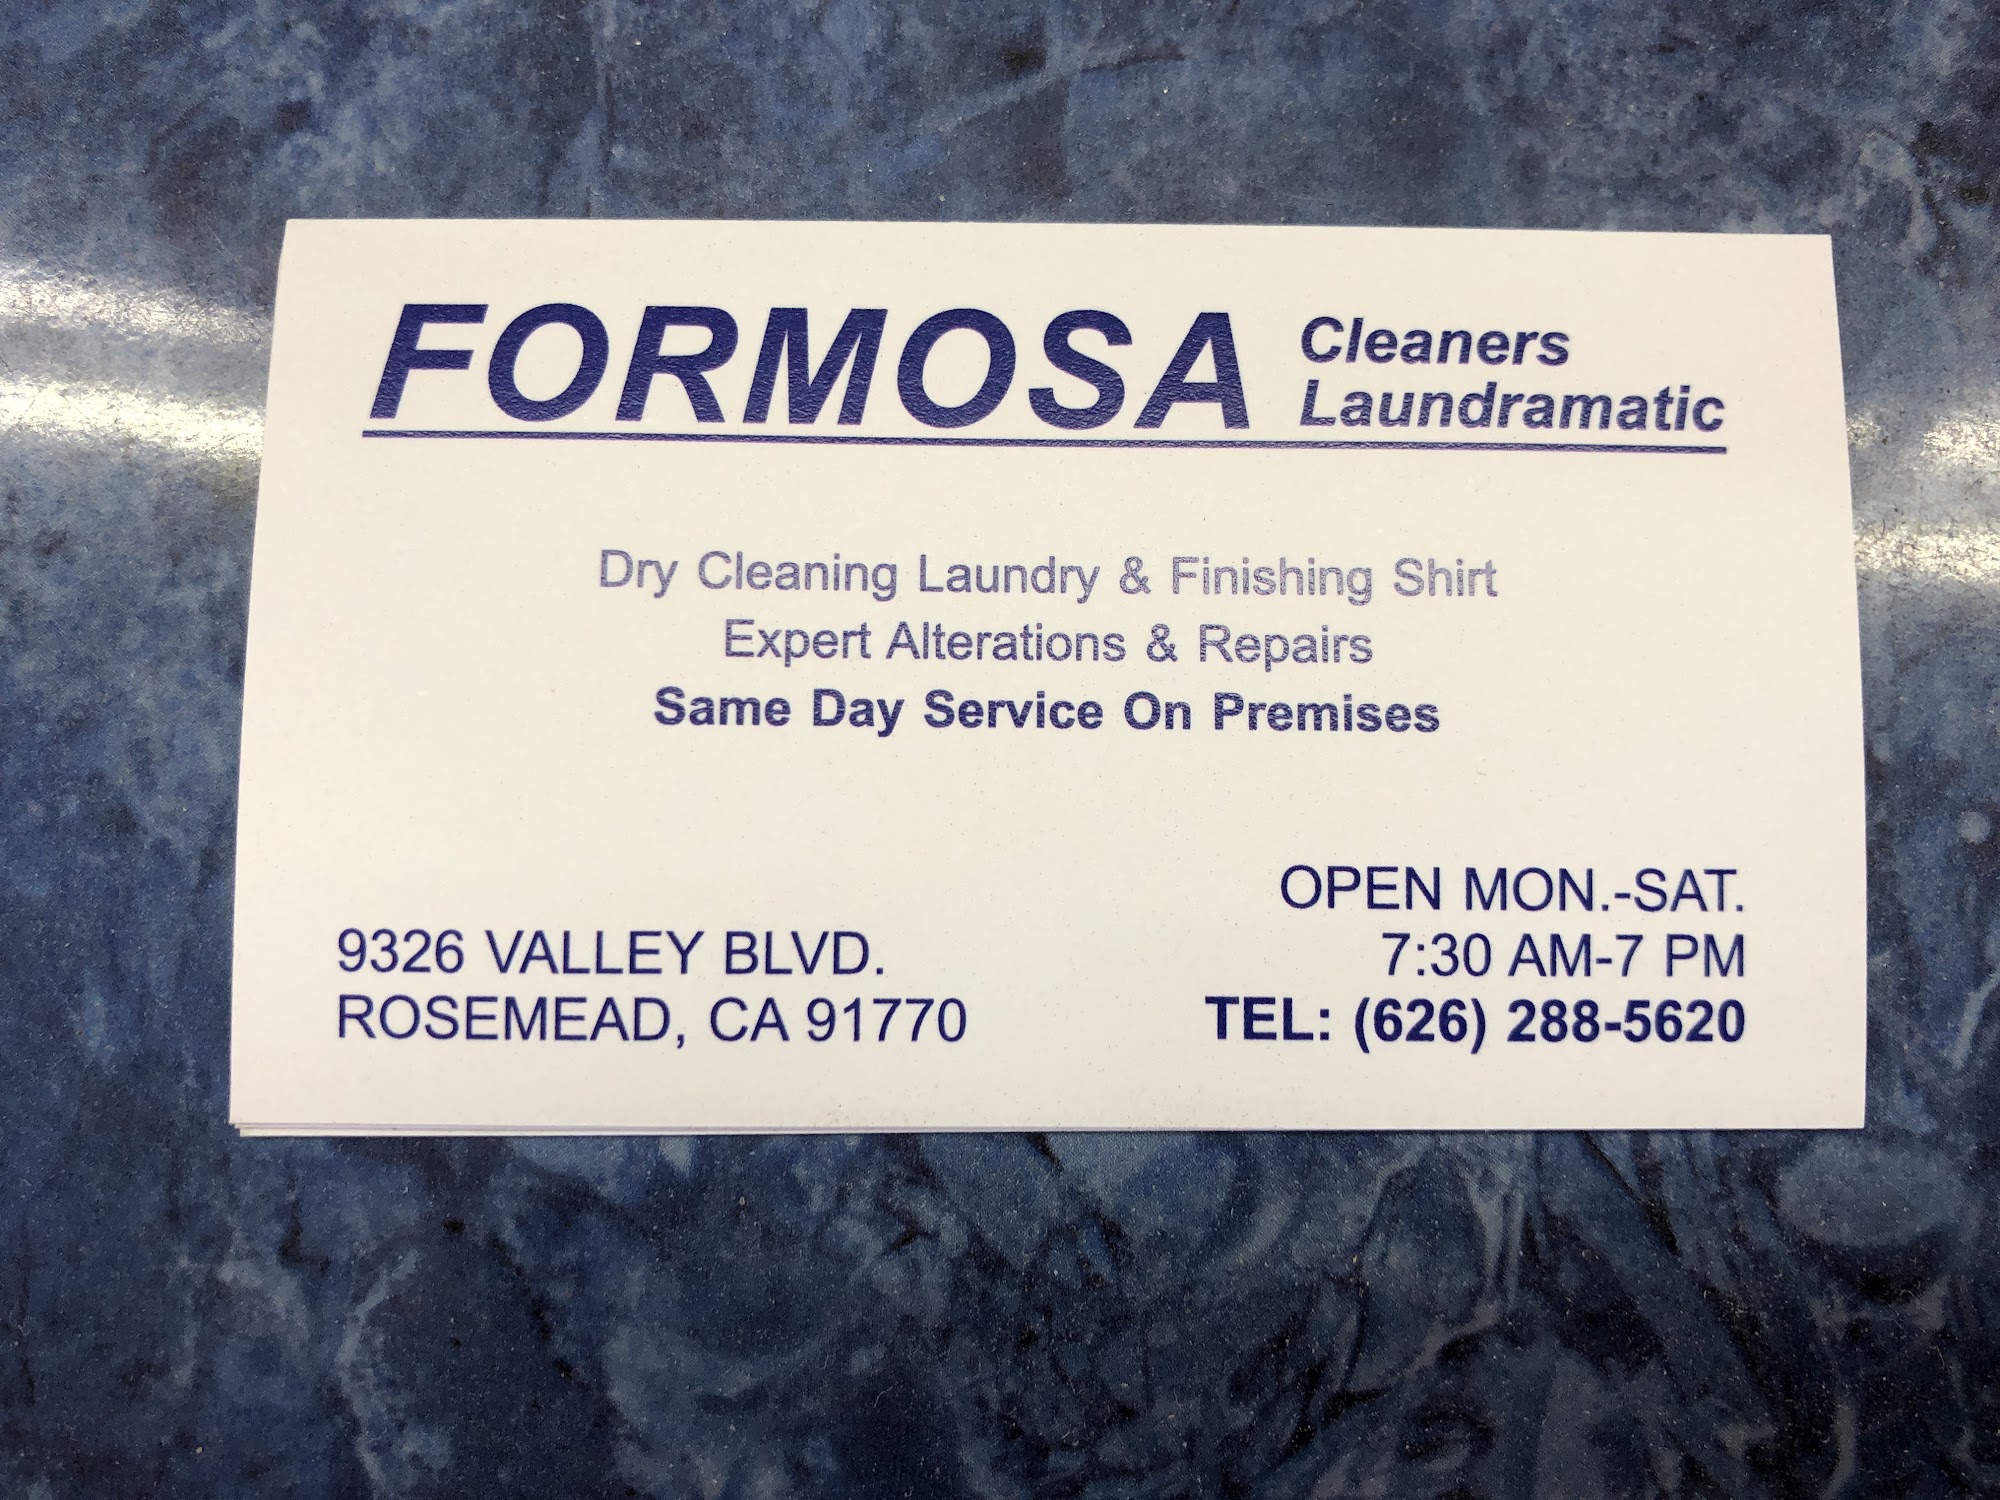 FORMOSA Cleaners
Laundramatic
Dry Cleaning Laundry & Finishing Shirt
Expert Alterations & Repairs
Same Day Service On Premises
9326 VALLEY BLVD.
ROSEMEAD, CA 91770
OPEN MON.-SAT.
7:30 AM-7 PM
TEL: (626) 288-5620